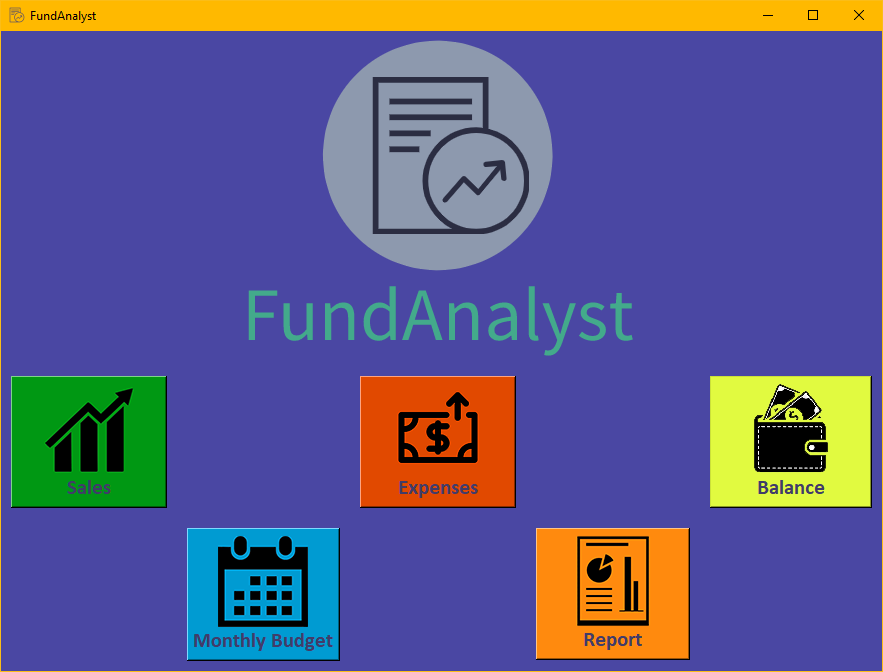 FundAnalyst
FundAnalyst
Sales
Expenses
Balance
Monthly Budget
Report